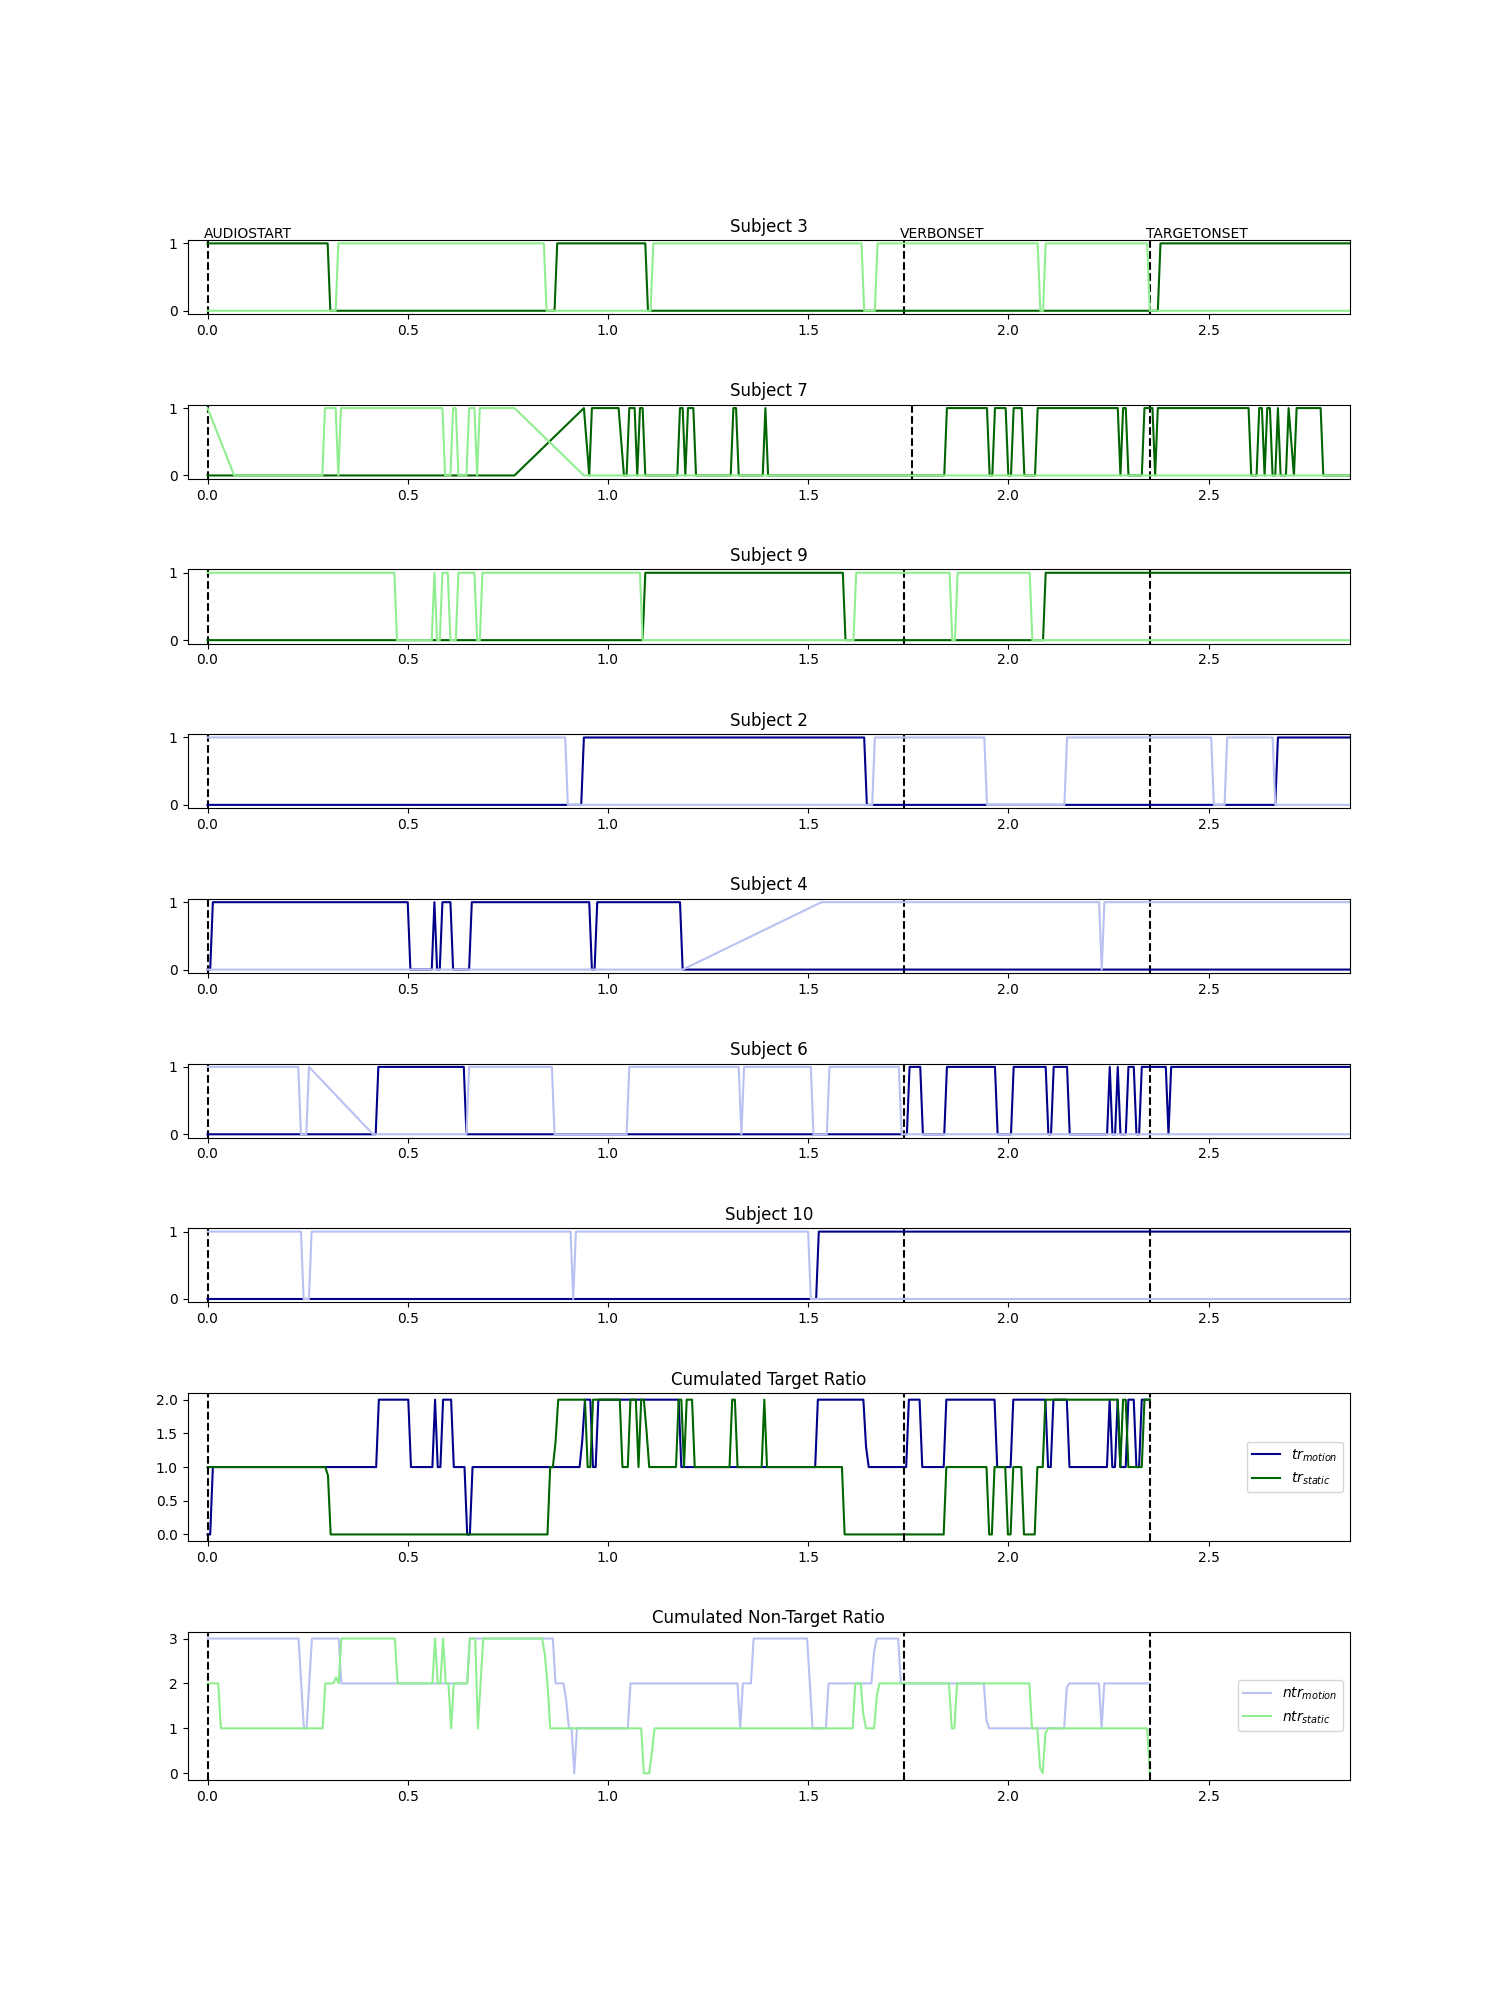 Subject 3
AUDIOSTART VERBONSET TARGETONSET
1
0
0.0 0.5 1.0 1.5 2.0 2.5
Subject 7
1
0
0.0 0.5 1.0 1.5 2.0 2.5
Subject 9
1
0
0.0 0.5 1.0 1.5 2.0 2.5
Subject 2
1
0
0.0 0.5 1.0 1.5 2.0 2.5
Subject 4
1
0
0.0 0.5 1.0 1.5 2.0 2.5
Subject 6
1
0
0.0 0.5 1.0 1.5 2.0 2.5
Subject 10
1
0
0.0 0.5 1.0 1.5 2.0 2.5
Cumulated Target Ratio
2.0
1.5
1.0
0.5
0.0
tr_motion
tr_static
0.0 0.5 1.0 1.5 2.0 2.5
Cumulated Non-Target Ratio
3
2
1
0
ntr_motion
ntr_static
0.0 0.5 1.0 1.5 2.0 2.5